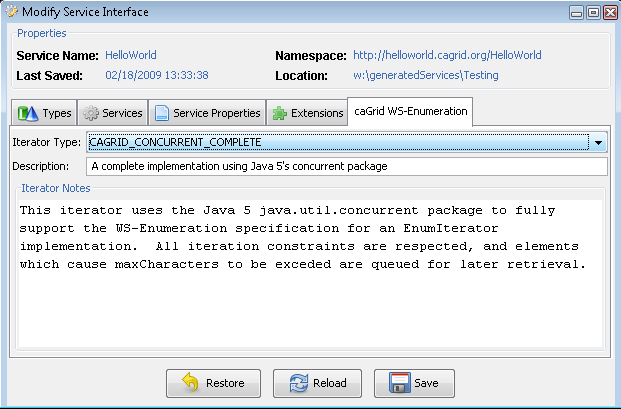 Modify Service Interface
Properties
Service Name: HelloWorld Namespace: http://helloworld.cagrid.org/HelloWorld
Last Saved: 02/18/2009 13:33:38 Location: w:\generatedServices\Testing
Types Services Service Properties Extensions caGrid WS-Enumeration
Iterator Type: CAGRID_CONCURRENT_COMPLETE
Description: A complete implementation using Java 5's concurrent package
Iterator Notes
This iterator uses the Java 5 java.util.concurrent package to fully
support the WS-Enumeration specification for an EnumIterator
implementation.  All iteration constraints are respected, and elements
which cause maxCharacters to be exceded are queued for later retrieval.
Restore Reload Save